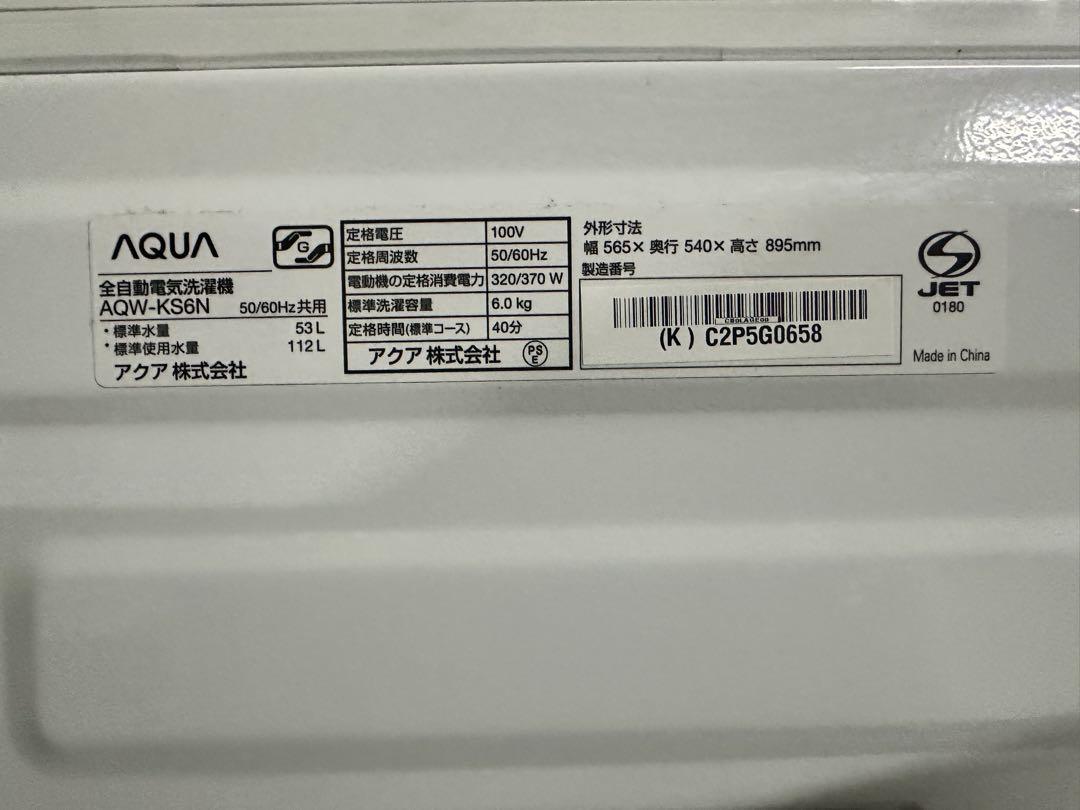 AQUA
G
全自動電気洗濯機
AQW-KS6N 50/60Hz共用
・標準水量 53 L
・標準使用水量 112 L
アクア 株式会社
定格電圧 100V
定格周波数 50/60Hz
電動機の定格消費電力 320/370 W
標準洗濯容量 6.0 kg
定格時間(標準コース) 40分
アクア 株式会社
PS
E
外形寸法
幅 565× 奥行 540× 高さ 895mm
製造番号
(K) C2P5G0658
JET
0180
Made in China